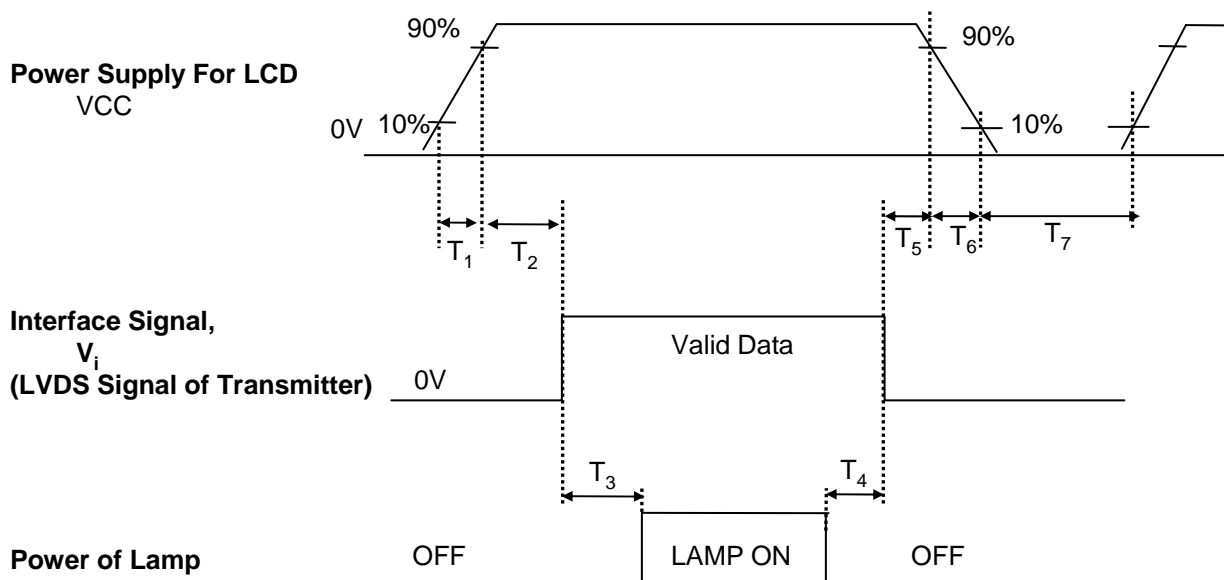 90%
90%
Power Supply For LCD
VCC
0V
10%
10%
T1
T2
T5
T6
T7
Interface Signal,
Vi
(LVDS Signal of Transmitter)
Valid Data
0V
T3
T4
Power of Lamp
OFF
LAMP ON
OFF